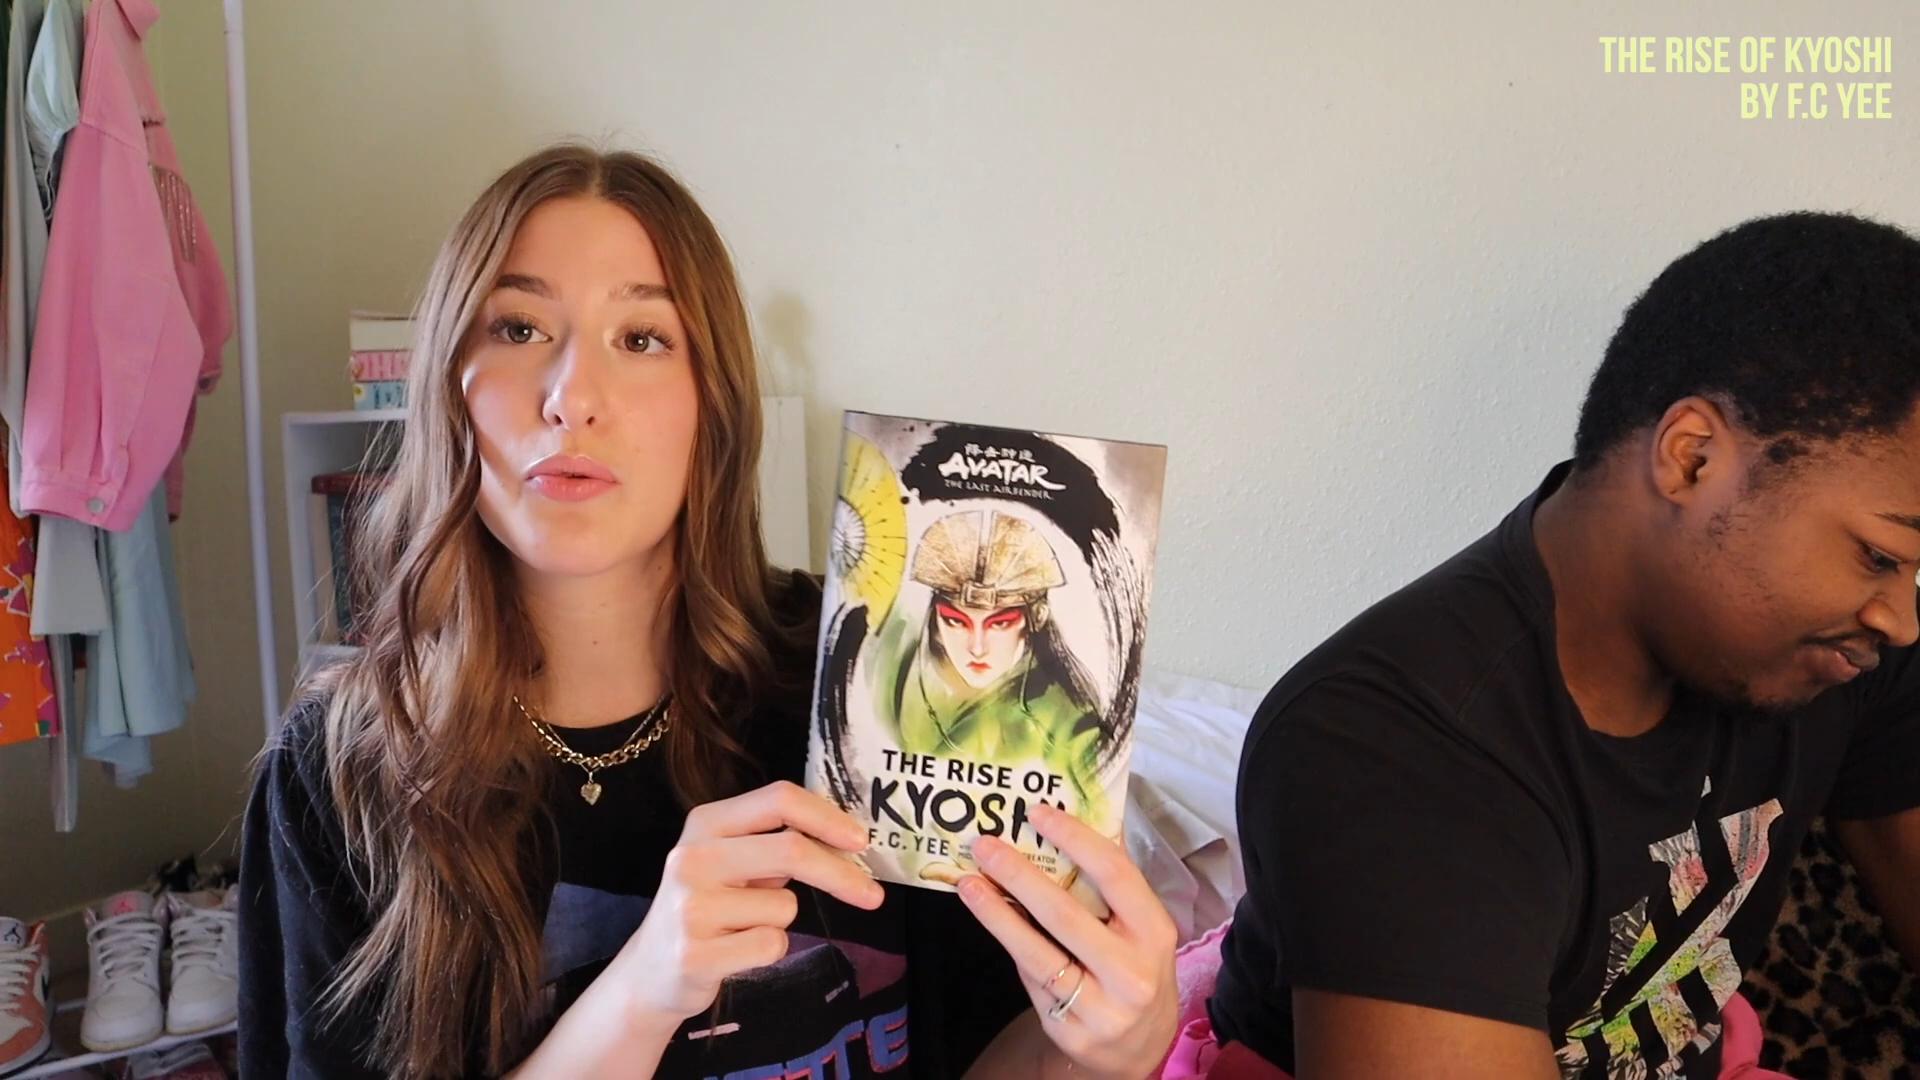 THE RISE OF KYOSHI
BY F.C YEE
AVATAR
THE LAST AIRBENDER
THE RISE OF
KYOSHI
F.C. YEE